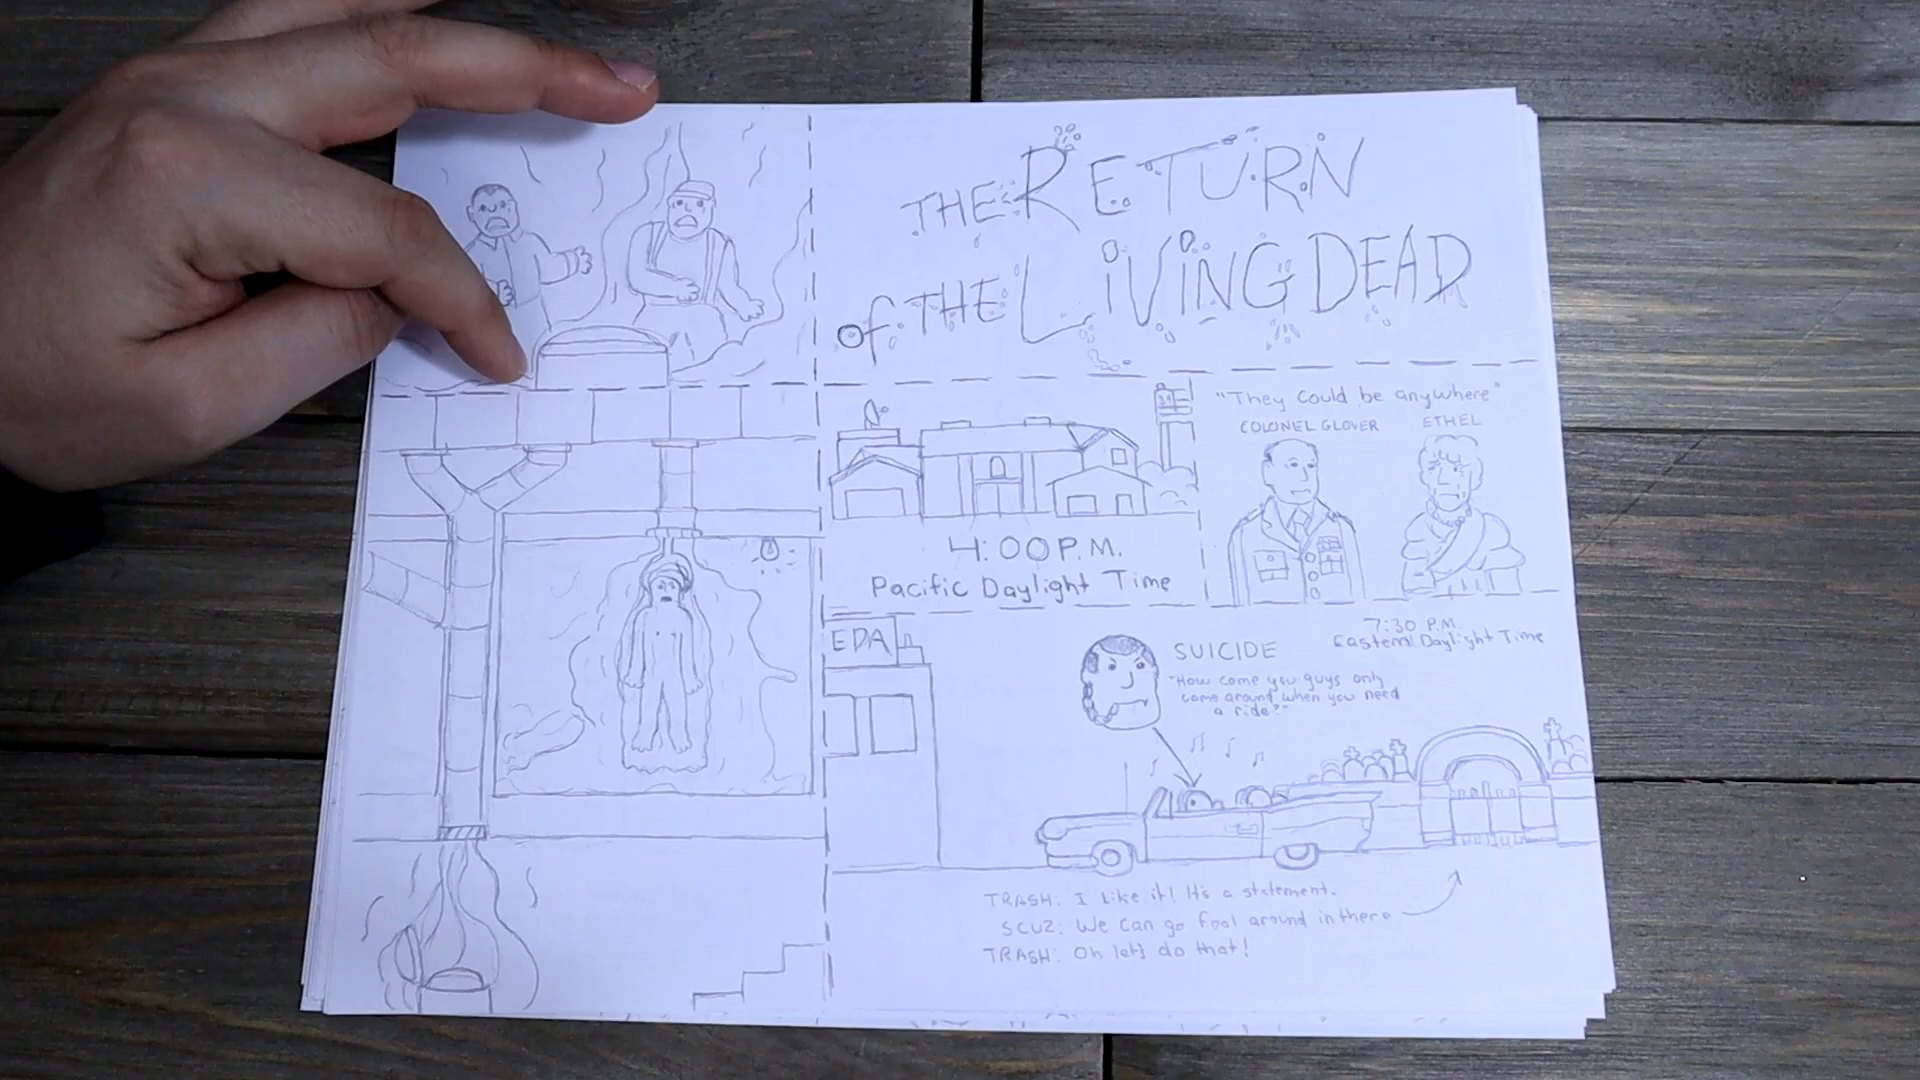 THE RETURN
of THE LIVING DEAD
4:00 P.M.
Pacific Daylight Time
"They could be anywhere"
COLONEL GLOVER
ETHEL
EDA
SUICIDE
"How come you guys only
come around when you need
a ride?"
7:30 P.M.
Eastern Daylight Time
TRASH: I like it! It's a statement.
SCUZ: We can go fool around in there
TRASH: Oh let's do that!